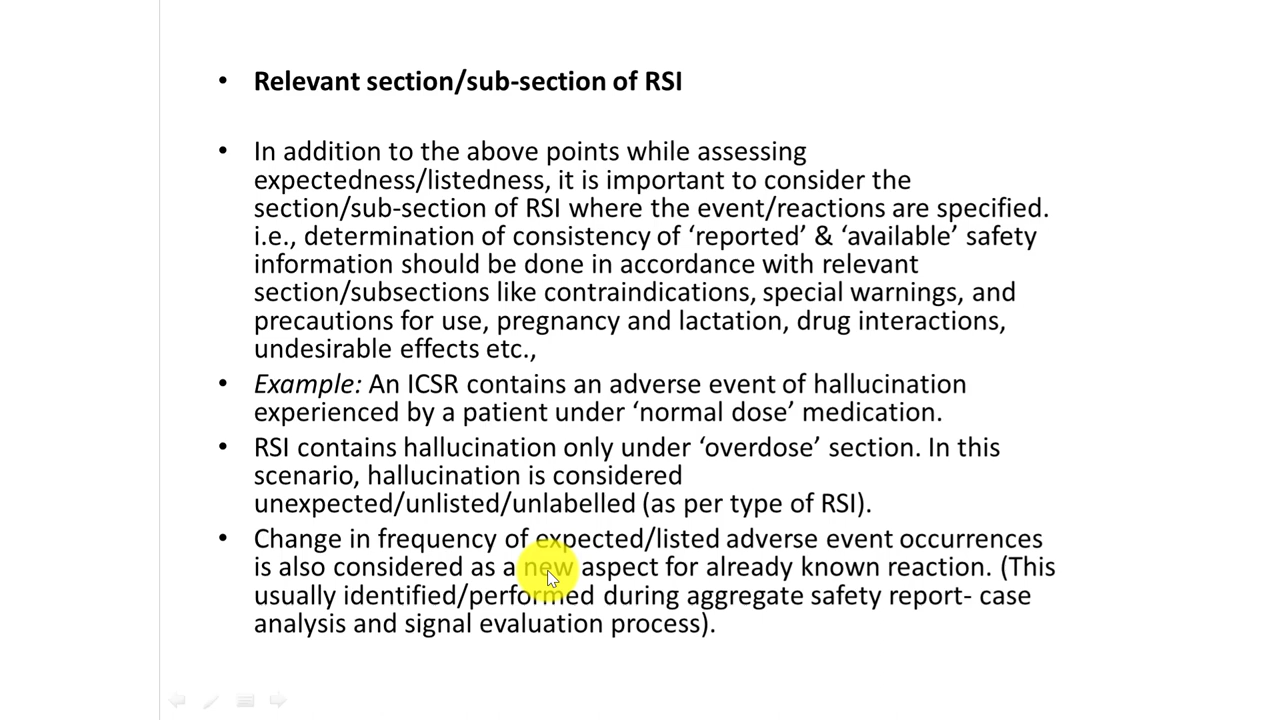 • Relevant section/sub-section of RSI
• In addition to the above points while assessing
expectedness/listedness, it is important to consider the
section/sub-section of RSI where the event/reactions are specified.
i.e., determination of consistency of ‘reported’ & ‘available’ safety
information should be done in accordance with relevant
section/subsections like contraindications, special warnings, and
precautions for use, pregnancy and lactation, drug interactions,
undesirable effects etc.,
• Example: An ICSR contains an adverse event of hallucination
experienced by a patient under ‘normal dose’ medication.
• RSI contains hallucination only under ‘overdose’ section. In this
scenario, hallucination is considered
unexpected/unlisted/unlabelled (as per type of RSI).
• Change in frequency of expected/listed adverse event occurrences
is also considered as a new aspect for already known reaction. (This
usually identified/performed during aggregate safety report- case
analysis and signal evaluation process).